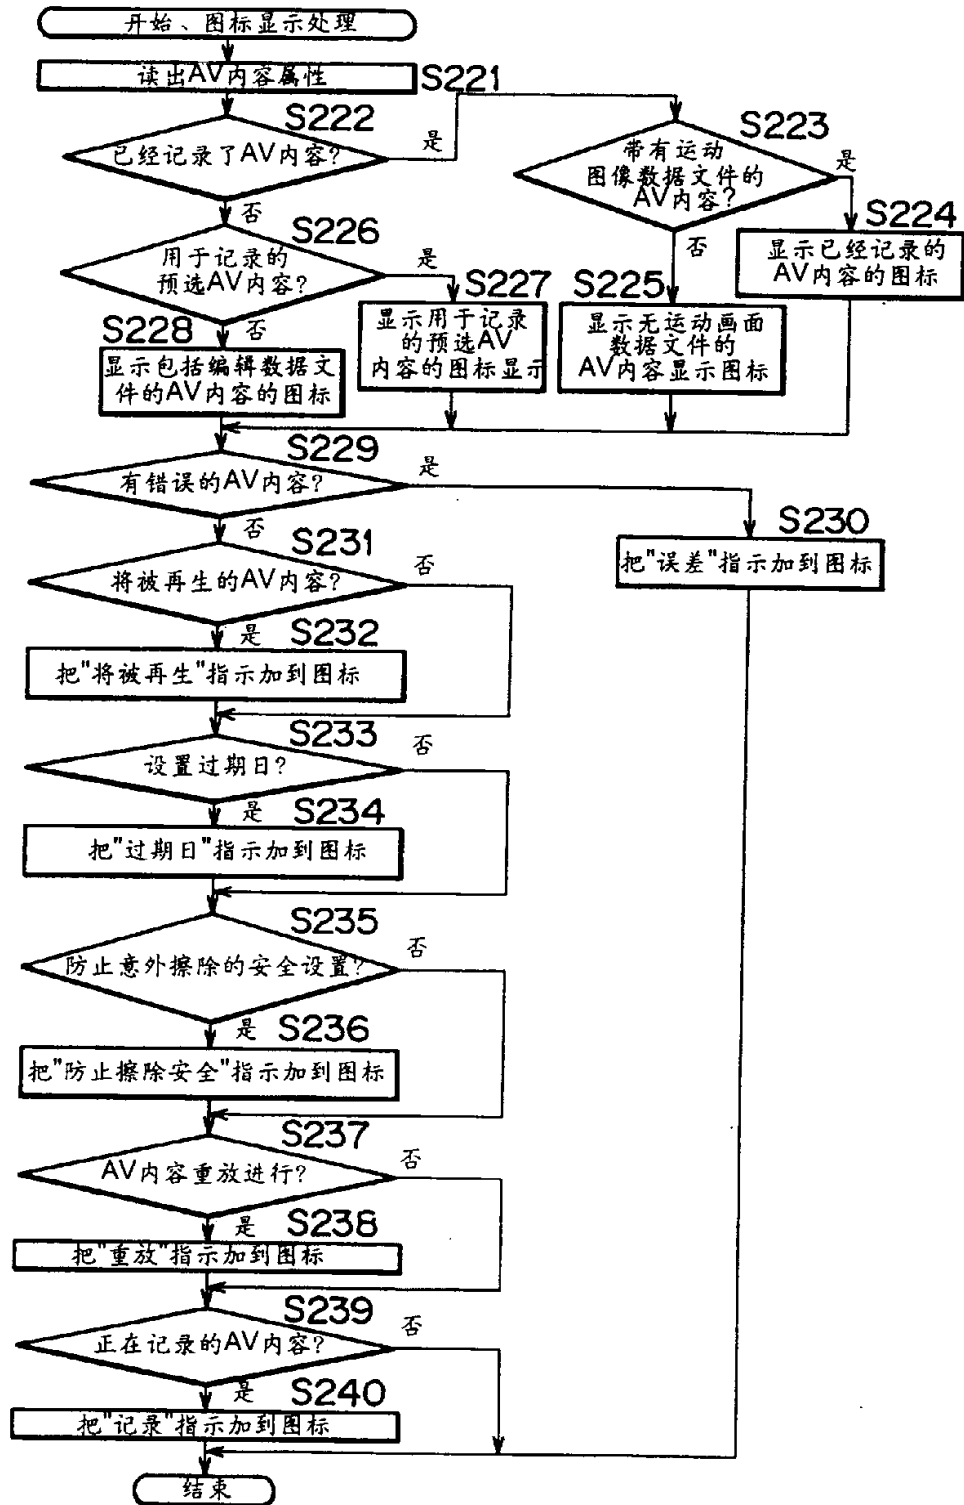 开始、图标显示处理
读出AV内容属性
S221
S222
已经记录了AV内容?
是
S223
带有运动
图像数据文件的
AV内容?
是
S224
显示已经记录的
AV内容的图标
否
S225
显示无运动画面
数据文件的
AV内容显示图标
否
S226
用于记录的
预选AV内容?
是
S227
显示用于记录
的预选AV
内容的图标显示
否
S228
显示包括编辑数据文
件的AV内容的图标
S229
有错误的AV内容?
是
S230
把"误差"指示加到图标
否
S231
将被再生的AV内容?
否
是
S232
把"将被再生"指示加到图标
S233
设置过期日?
否
是
S234
把"过期日"指示加到图标
S235
防止意外擦除的安全设置?
否
是
S236
把"防止擦除安全"指示加到图标
S237
AV内容重放进行?
否
是
S238
把"重放"指示加到图标
S239
正在记录的AV内容?
否
是
S240
把"记录"指示加到图标
结束